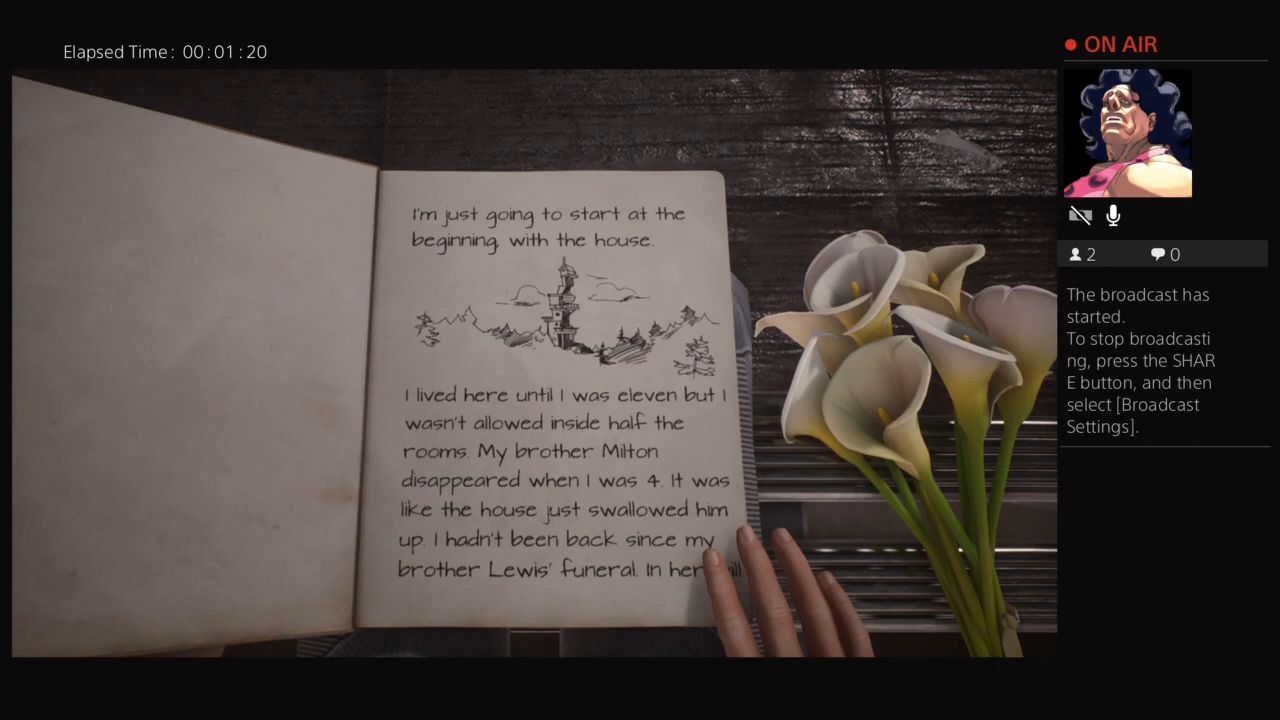 Elapsed Time: 00:01:20
ON AIR
2
0
The broadcast has
started.
To stop broadcasti
ng, press the SHAR
E button, and then
select [Broadcast
Settings].
I'm just going to start at the
beginning, with the house.
I lived here until I was eleven but I
wasn't allowed inside half the
rooms. My brother Milton
disappeared when I was 4. It was
like the house just swallowed him
up. I hadn't been back since my
brother Lewis' funeral. In her